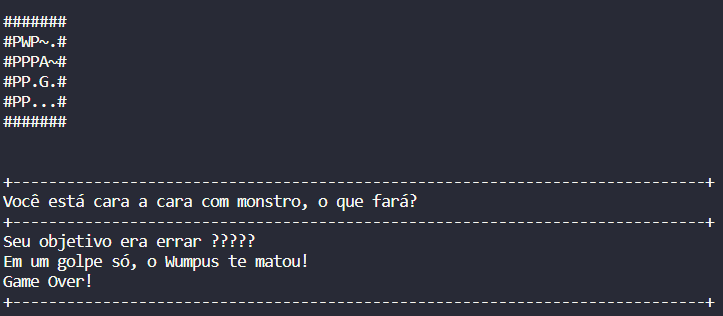 #######
#PWP~.#
#PPPA~#
#PP.G.#
#PP...#
#######
+----------------------------------------------------------------------+
Você está cara a cara com monstro, o que fará?
+----------------------------------------------------------------------+
Seu objetivo era errar ?????
Em um golpe só, o Wumpus te matou!
Game Over!
+----------------------------------------------------------------------+